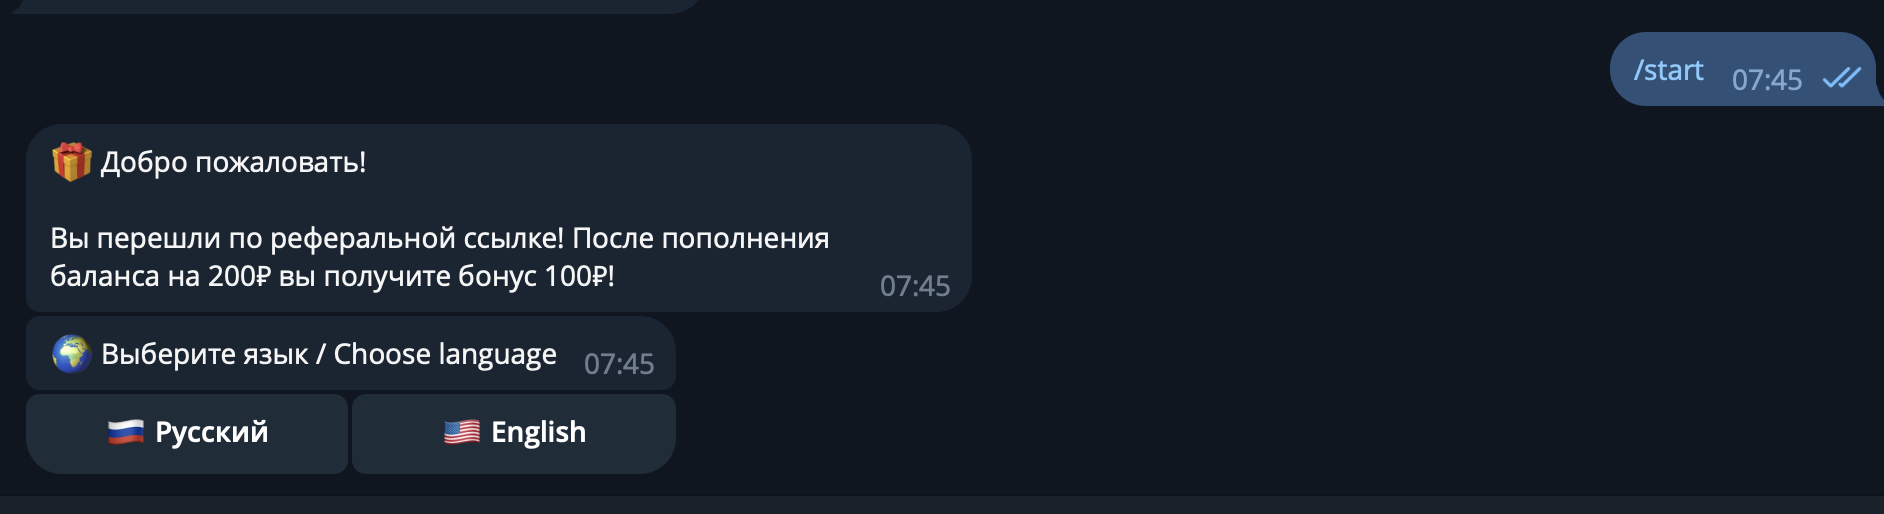 /start 07:45
Добро пожаловать!
Вы перешли по реферальной ссылке! После пополнения
баланса на 200₽ вы получите бонус 100₽!
07:45
Выберите язык / Choose language 07:45
Русский
English